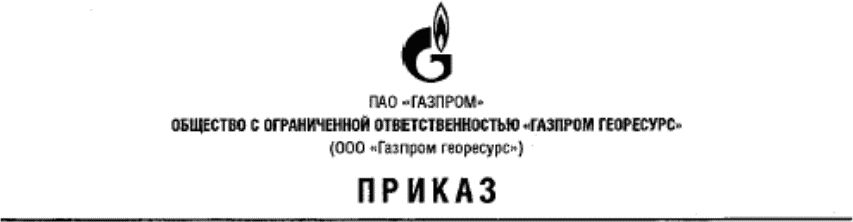 ПАО «ГАЗПРОМ»
ОБЩЕСТВО С ОГРАНИЧЕННОЙ ОТВЕТСТВЕННОСТЬЮ «ГАЗПРОМ ГЕОРЕСУРС»
(ООО «Газпром георесурс»)
ПРИКАЗ